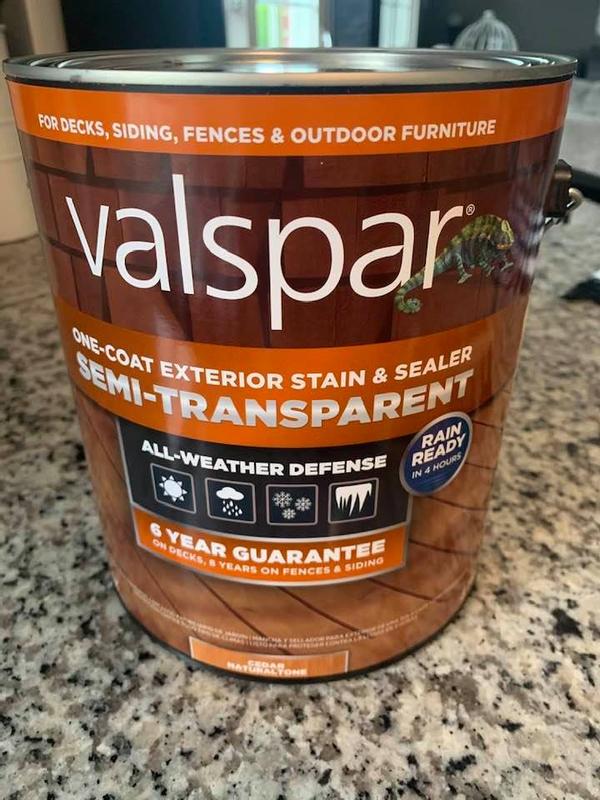 FOR DECKS, SIDING, FENCES & OUTDOOR FURNITURE
valspar®
ONE-COAT EXTERIOR STAIN & SEALER
SEMI-TRANSPARENT
RAIN
READY
IN 4 HOURS
ALL-WEATHER DEFENSE
6 YEAR GUARANTEE
ON DECKS, 8 YEARS ON FENCES & SIDING
CEDAR
NATURALTONE